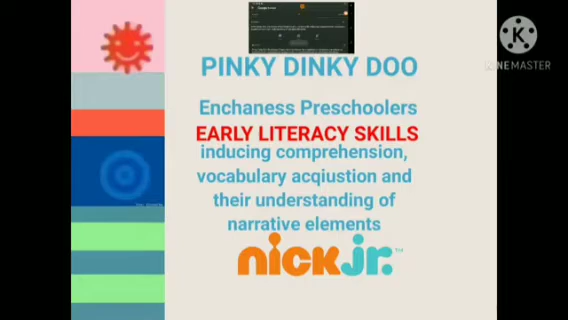 KINEMASTER
PINKY DINKY DOO
Enchaness Preschoolers
EARLY LITERACY SKILLS
inducing comprehension,
vocabulary acqiustion and
their understanding of
narrative elements
nick jr.™